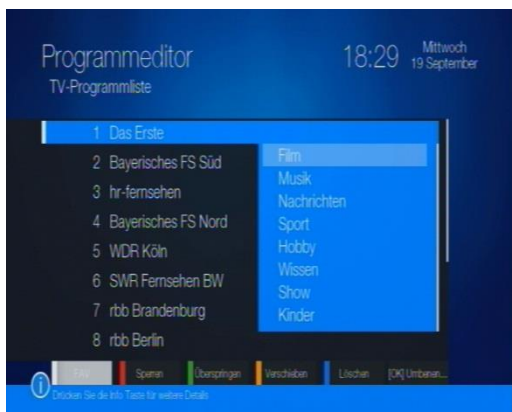 Programmeditor
18:29 Mittwoch
19 September
TV-Programmliste
1 Das Erste
2 Bayerisches FS Süd
3 hr-fernsehen
4 Bayerisches FS Nord
5 WDR Köln
6 SWR Fernsehen BW
7 rbb Brandenburg
8 rbb Berlin
Film
Musik
Nachrichten
Sport
Hobby
Wissen
Show
Kinder
FAV Sperren Überspringen Verschieben Löschen [OK] Umbenen...
Drücken Sie die Info Taste für weitere Details